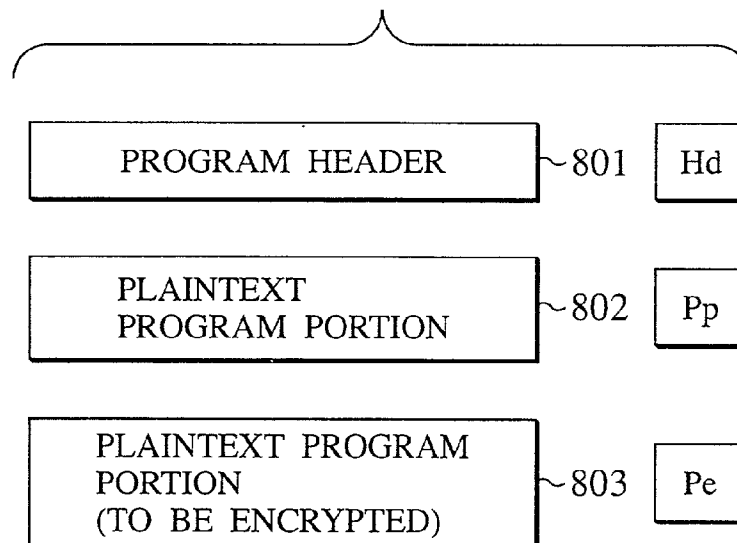 PROGRAM HEADER 801 Hd
PLAINTEXT
PROGRAM PORTION 802 Pp
PLAINTEXT PROGRAM
PORTION
(TO BE ENCRYPTED) 803 Pe